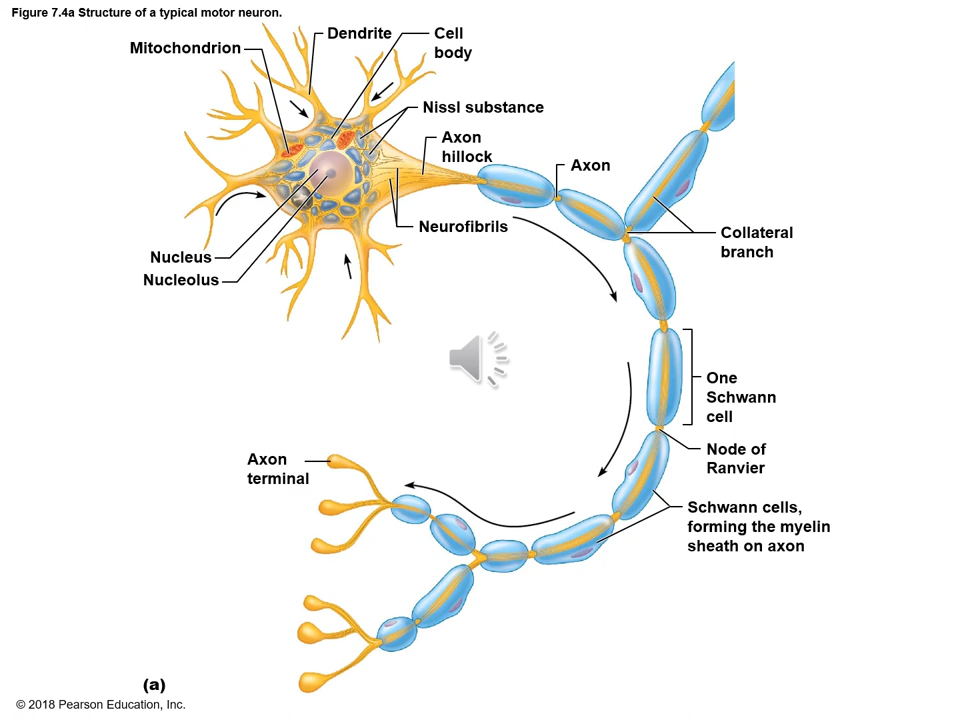 Figure 7.4a Structure of a typical motor neuron.
Dendrite
Cell
body
Mitochondrion
Nissl substance
Axon
hillock
Axon
Neurofibrils
Collateral
branch
Nucleus
Nucleolus
One
Schwann
cell
Node of
Ranvier
Axon
terminal
Schwann cells,
forming the myelin
sheath on axon
(a)
© 2018 Pearson Education, Inc.